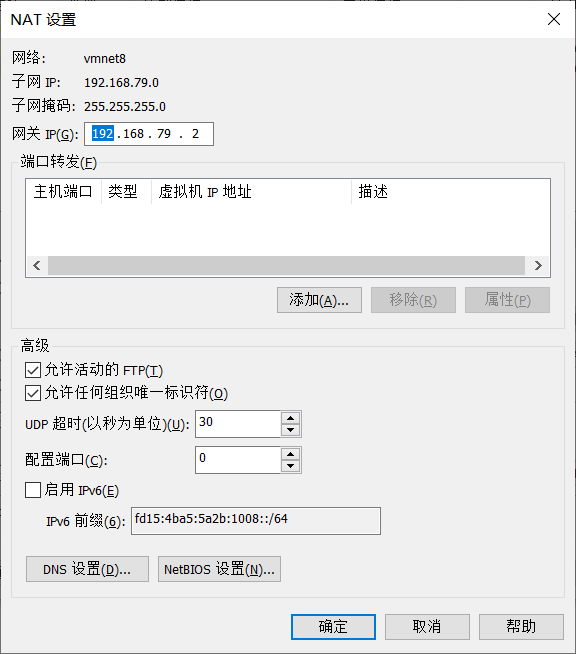 NAT 设置
网络: vmnet8
子网 IP: 192.168.79.0
子网掩码: 255.255.255.0
网关 IP(G): 192 . 168 . 79 . 2
端口转发(F)
主机端口 类型 虚拟机 IP 地址 描述
添加(A)... 移除(R) 属性(P)
高级
允许活动的 FTP(T)
允许任何组织唯一标识符(O)
UDP 超时(以秒为单位)(U): 30
配置端口(C): 0
启用 IPv6(E)
IPv6 前缀(6): fd15:4ba5:5a2b:1008::/64
DNS 设置(D)... NetBIOS 设置(N)...
确定 取消 帮助